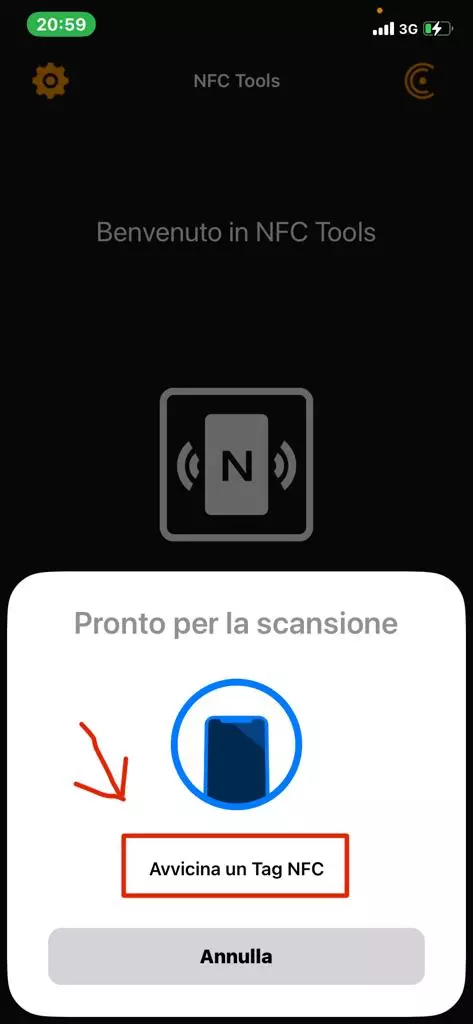 20:59
3G
NFC Tools
Benvenuto in NFC Tools
N
Pronto per la scansione
Avvicina un Tag NFC
Annulla